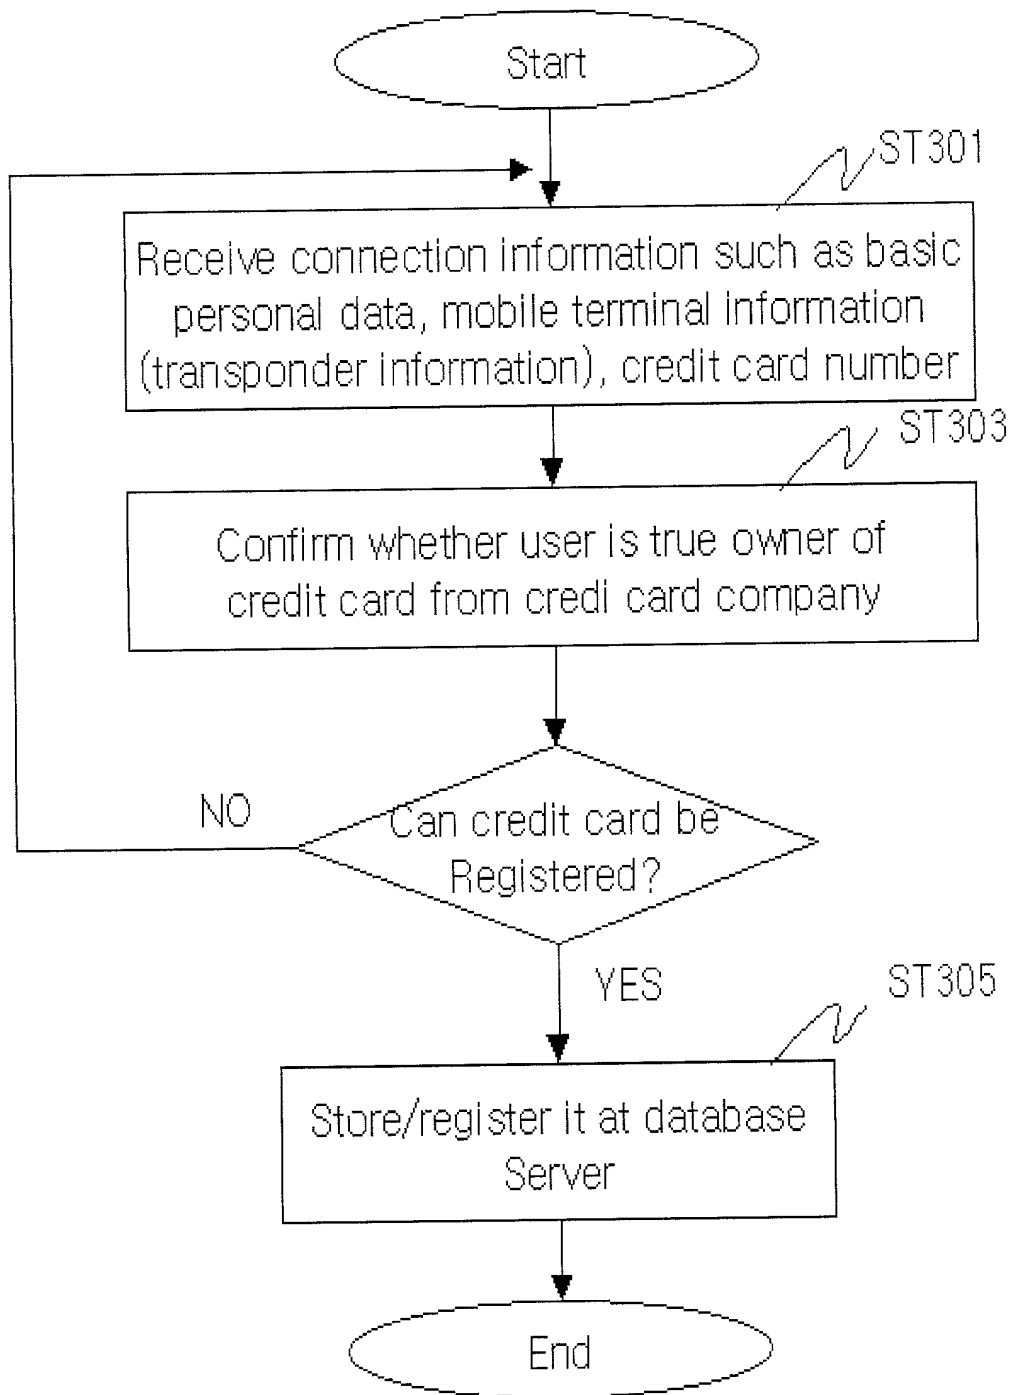 Start
ST301
Receive connection information such as basic
personal data, mobile terminal information
(transponder information), credit card number
ST303
Confirm whether user is true owner of
credit card from credi card company
NO
Can credit card be
Registered?
YES
ST305
Store/register it at database
Server
End